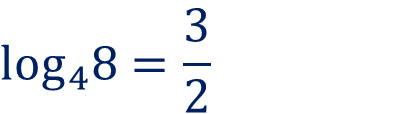 log₄8 = 3/2